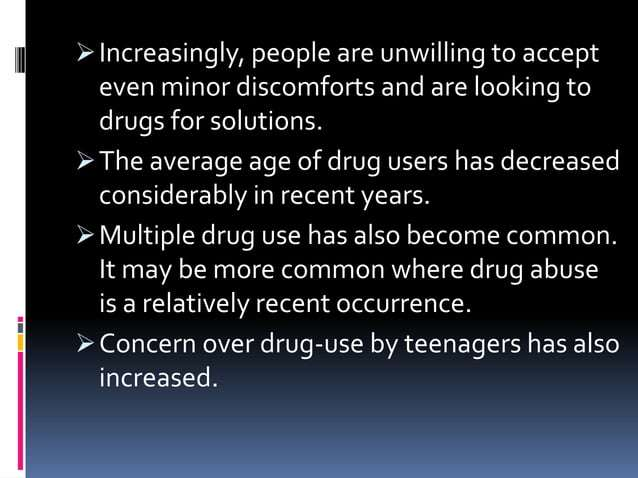 ➢Increasingly, people are unwilling to accept
even minor discomforts and are looking to
drugs for solutions.
➢The average age of drug users has decreased
considerably in recent years.
➢Multiple drug use has also become common.
It may be more common where drug abuse
is a relatively recent occurrence.
➢Concern over drug-use by teenagers has also
increased.